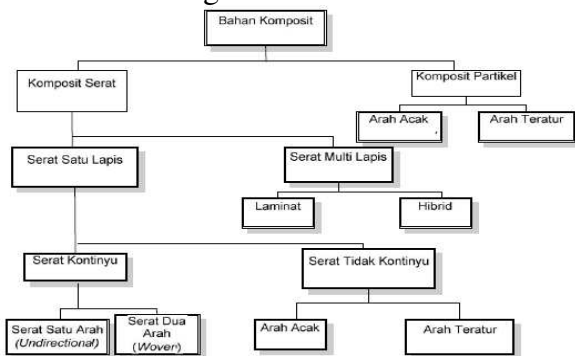 Bahan Komposit
Komposit Serat
Komposit Partikel
Arah Acak
Arah Teratur
Serat Satu Lapis
Serat Multi Lapis
Laminat
Hibrid
Serat Kontinyu
Serat Tidak Kontinyu
Serat Satu Arah
(Undirectional)
Serat Dua
Arah
(Wover)
Arah Acak
Arah Teratur